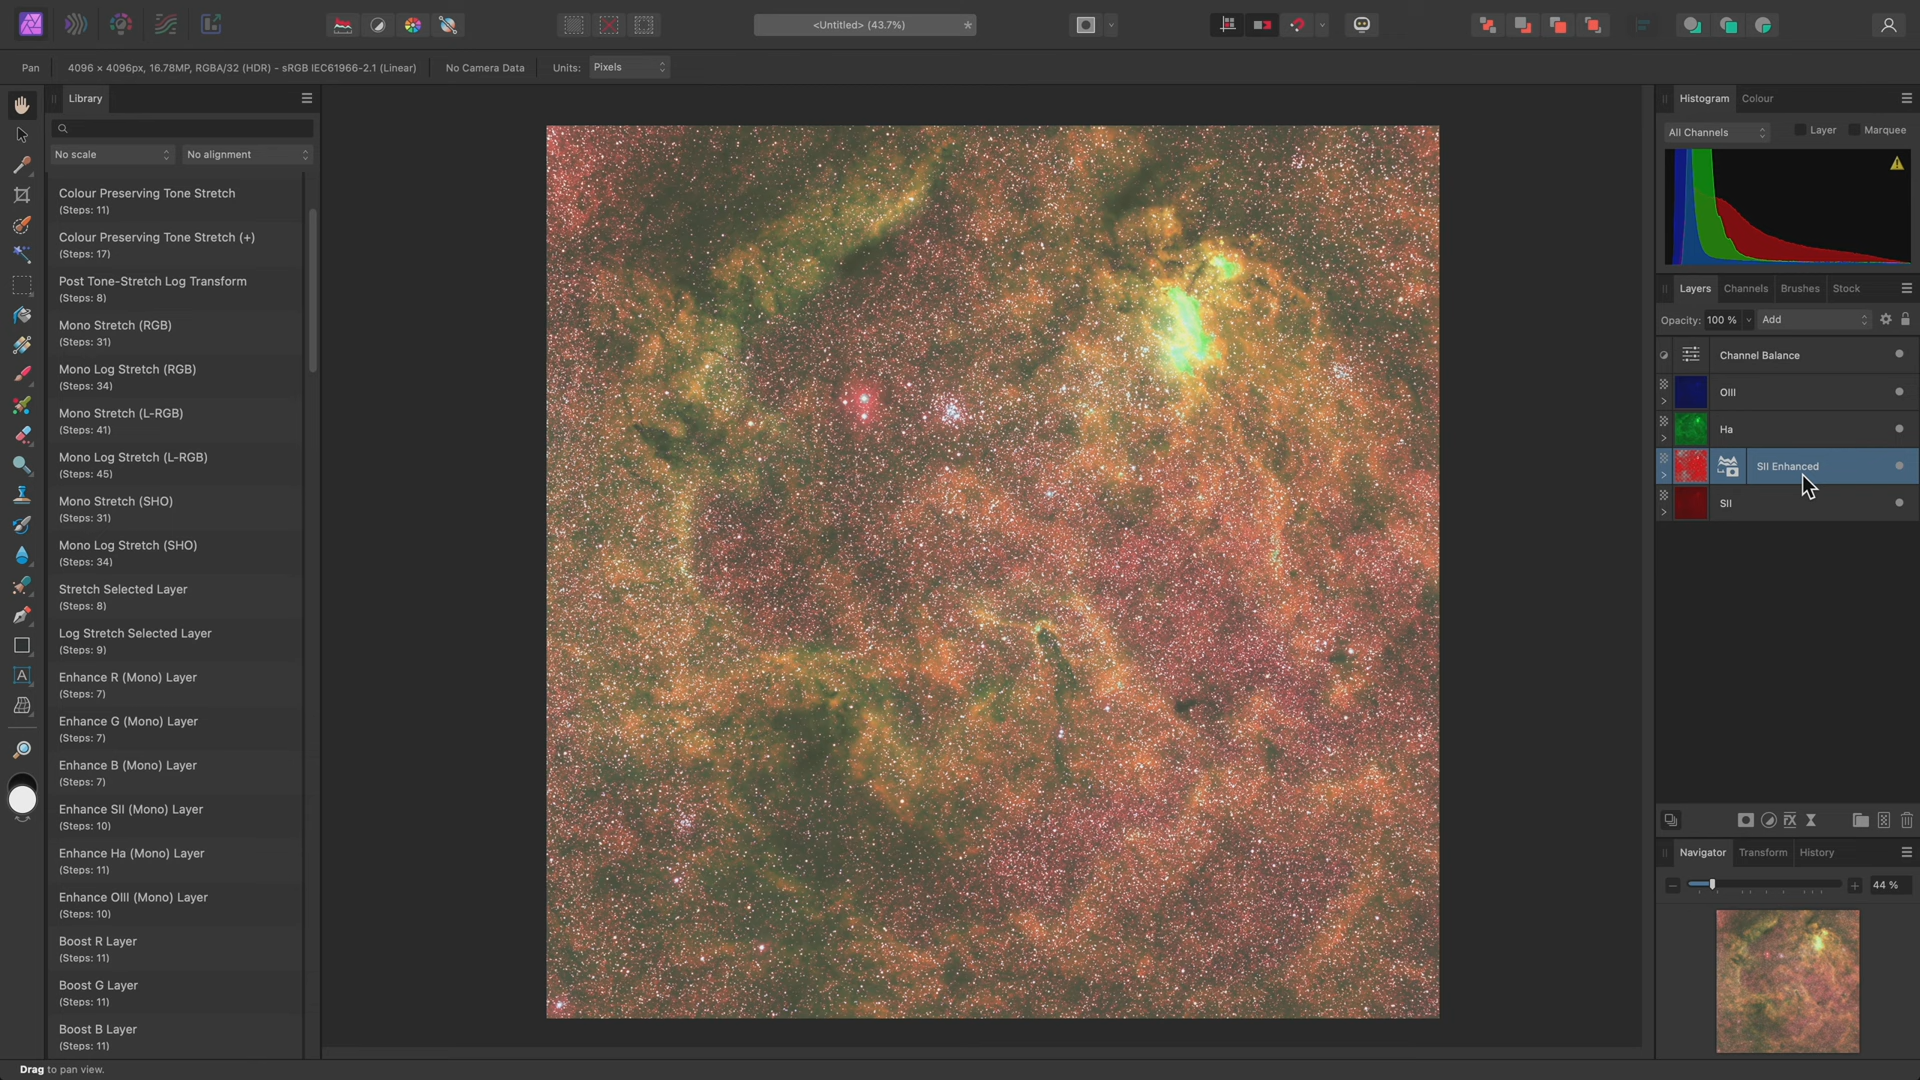 <Untitled> (43.7%)
*
Pan
4096 × 4096px, 16.78MP, RGBA/32 (HDR) - sRGB IEC61966-2.1 (Linear)
No Camera Data
Units:
Pixels
Library
No scale
No alignment
Colour Preserving Tone Stretch
(Steps: 11)
Colour Preserving Tone Stretch (+)
(Steps: 17)
Post Tone-Stretch Log Transform
(Steps: 8)
Mono Stretch (RGB)
(Steps: 31)
Mono Log Stretch (RGB)
(Steps: 34)
Mono Stretch (L-RGB)
(Steps: 41)
Mono Log Stretch (L-RGB)
(Steps: 45)
Mono Stretch (SHO)
(Steps: 31)
Mono Log Stretch (SHO)
(Steps: 34)
Stretch Selected Layer
(Steps: 8)
Log Stretch Selected Layer
(Steps: 9)
Enhance R (Mono) Layer
(Steps: 7)
Enhance G (Mono) Layer
(Steps: 7)
Enhance B (Mono) Layer
(Steps: 7)
Enhance SII (Mono) Layer
(Steps: 10)
Enhance Ha (Mono) Layer
(Steps: 11)
Enhance OIII (Mono) Layer
(Steps: 10)
Boost R Layer
(Steps: 11)
Boost G Layer
(Steps: 11)
Boost B Layer
(Steps: 11)
Drag to pan view.
Histogram
Colour
All Channels
Layer
Marquee
Layers
Channels
Brushes
Stock
Opacity:
100 %
Add
Channel Balance
OIII
Ha
SII Enhanced
SII
Navigator
Transform
History
44 %